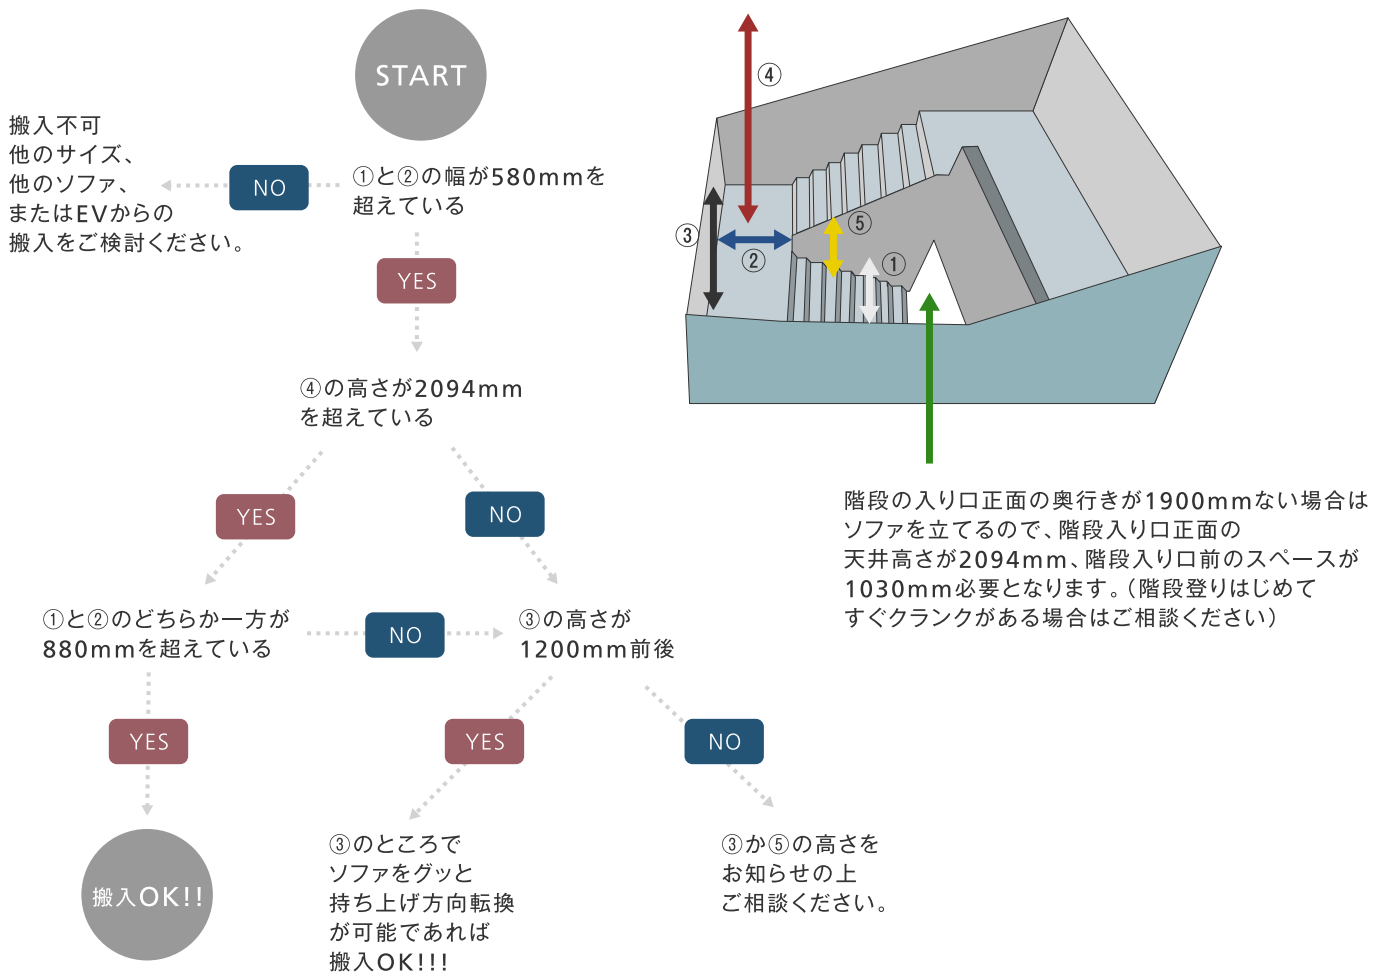 START
搬入不可
他のサイズ、
他のソファ、
またはEVからの
搬入をご検討ください。
NO
①と②の幅が580mmを
超えている
YES
④の高さが2094mm
を超えている
YES
NO
①と②のどちらか一方が
880mmを超えている
NO
③の高さが
1200mm前後
YES
YES
NO
搬入OK!!
③のところで
ソファをグッと
持ち上げ方向転換
が可能であれば
搬入OK!!!
③か⑤の高さを
お知らせの上
ご相談ください。
④
③
②
⑤
①
階段の入り口正面の奥行きが1900mmない場合は
ソファを立てるので、階段入り口正面の
天井高さが2094mm、階段入り口前のスペースが
1030mm必要となります。（階段登りはじめて
すぐクランクがある場合はご相談ください）